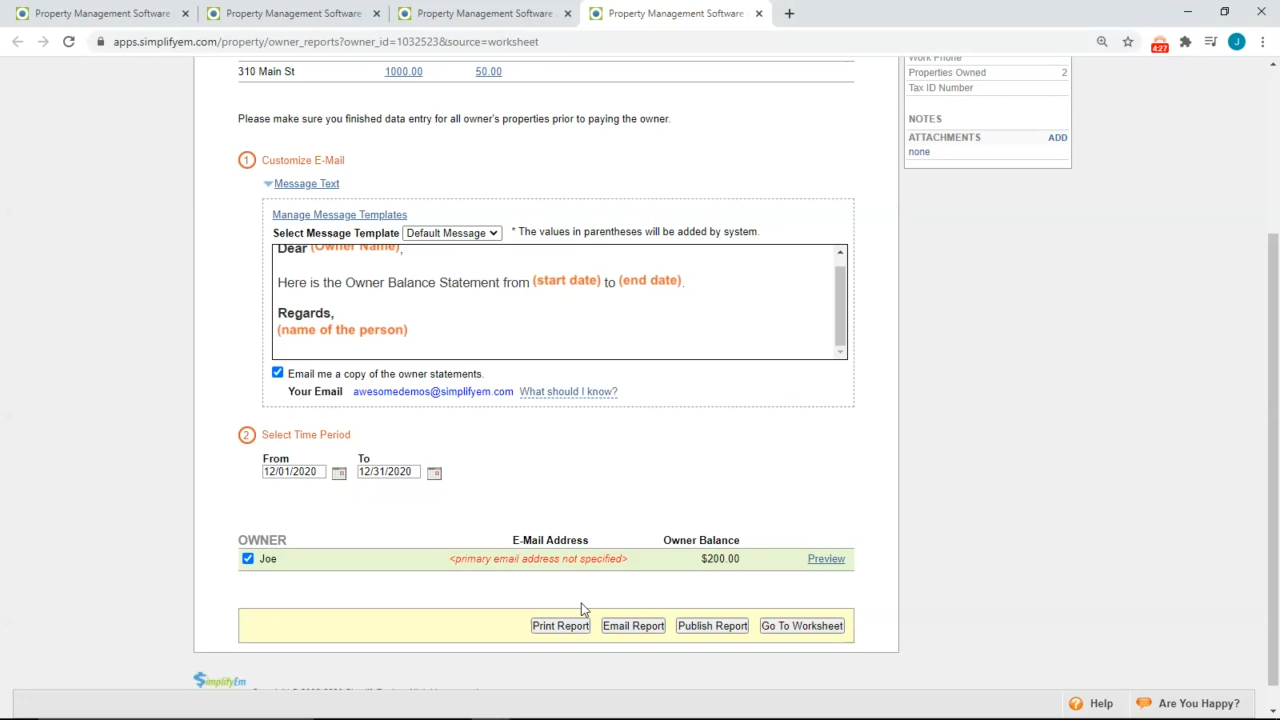 Property Management Software
Property Management Software
Property Management Software
Property Management Software
apps.simplifyem.com/property/owner_reports?owner_id=1032523&source=worksheet
4:27
J
310 Main St 1000.00 50.00
Work Phone
Properties Owned 2
Tax ID Number
NOTES
ATTACHMENTS ADD
none
Please make sure you finished data entry for all owner's properties prior to paying the owner.
1 Customize E-Mail
Message Text
Manage Message Templates
Select Message Template Default Message * The values in parentheses will be added by system.
Dear (Owner Name),
Here is the Owner Balance Statement from (start date) to (end date).
Regards,
(name of the person)
Email me a copy of the owner statements.
Your Email awesomedemos@simplifyem.com What should I know?
2 Select Time Period
From To
12/01/2020 12/31/2020
OWNER E-Mail Address Owner Balance
Joe <primary email address not specified> $200.00 Preview
Print Report Email Report Publish Report Go To Worksheet
SimplifyEm
Help Are You Happy?